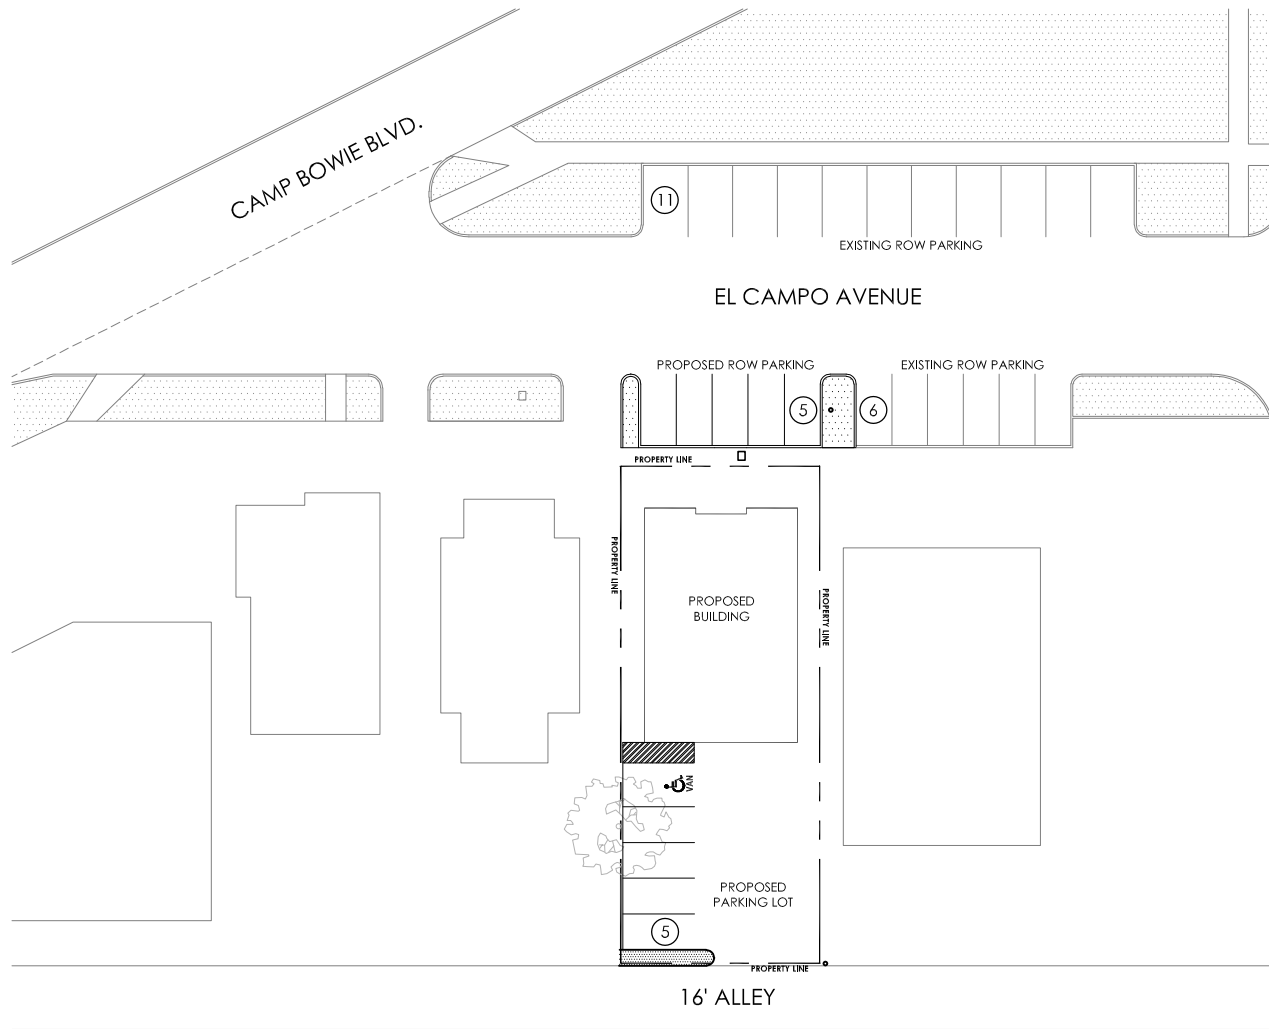 CAMP BOWIE BLVD.
11
EXISTING ROW PARKING
EL CAMPO AVENUE
PROPOSED ROW PARKING
EXISTING ROW PARKING
5
6
PROPERTY LINE
PROPERTY LINE
PROPERTY LINE
PROPOSED
BUILDING
VAN
PROPOSED
PARKING LOT
5
PROPERTY LINE
16' ALLEY